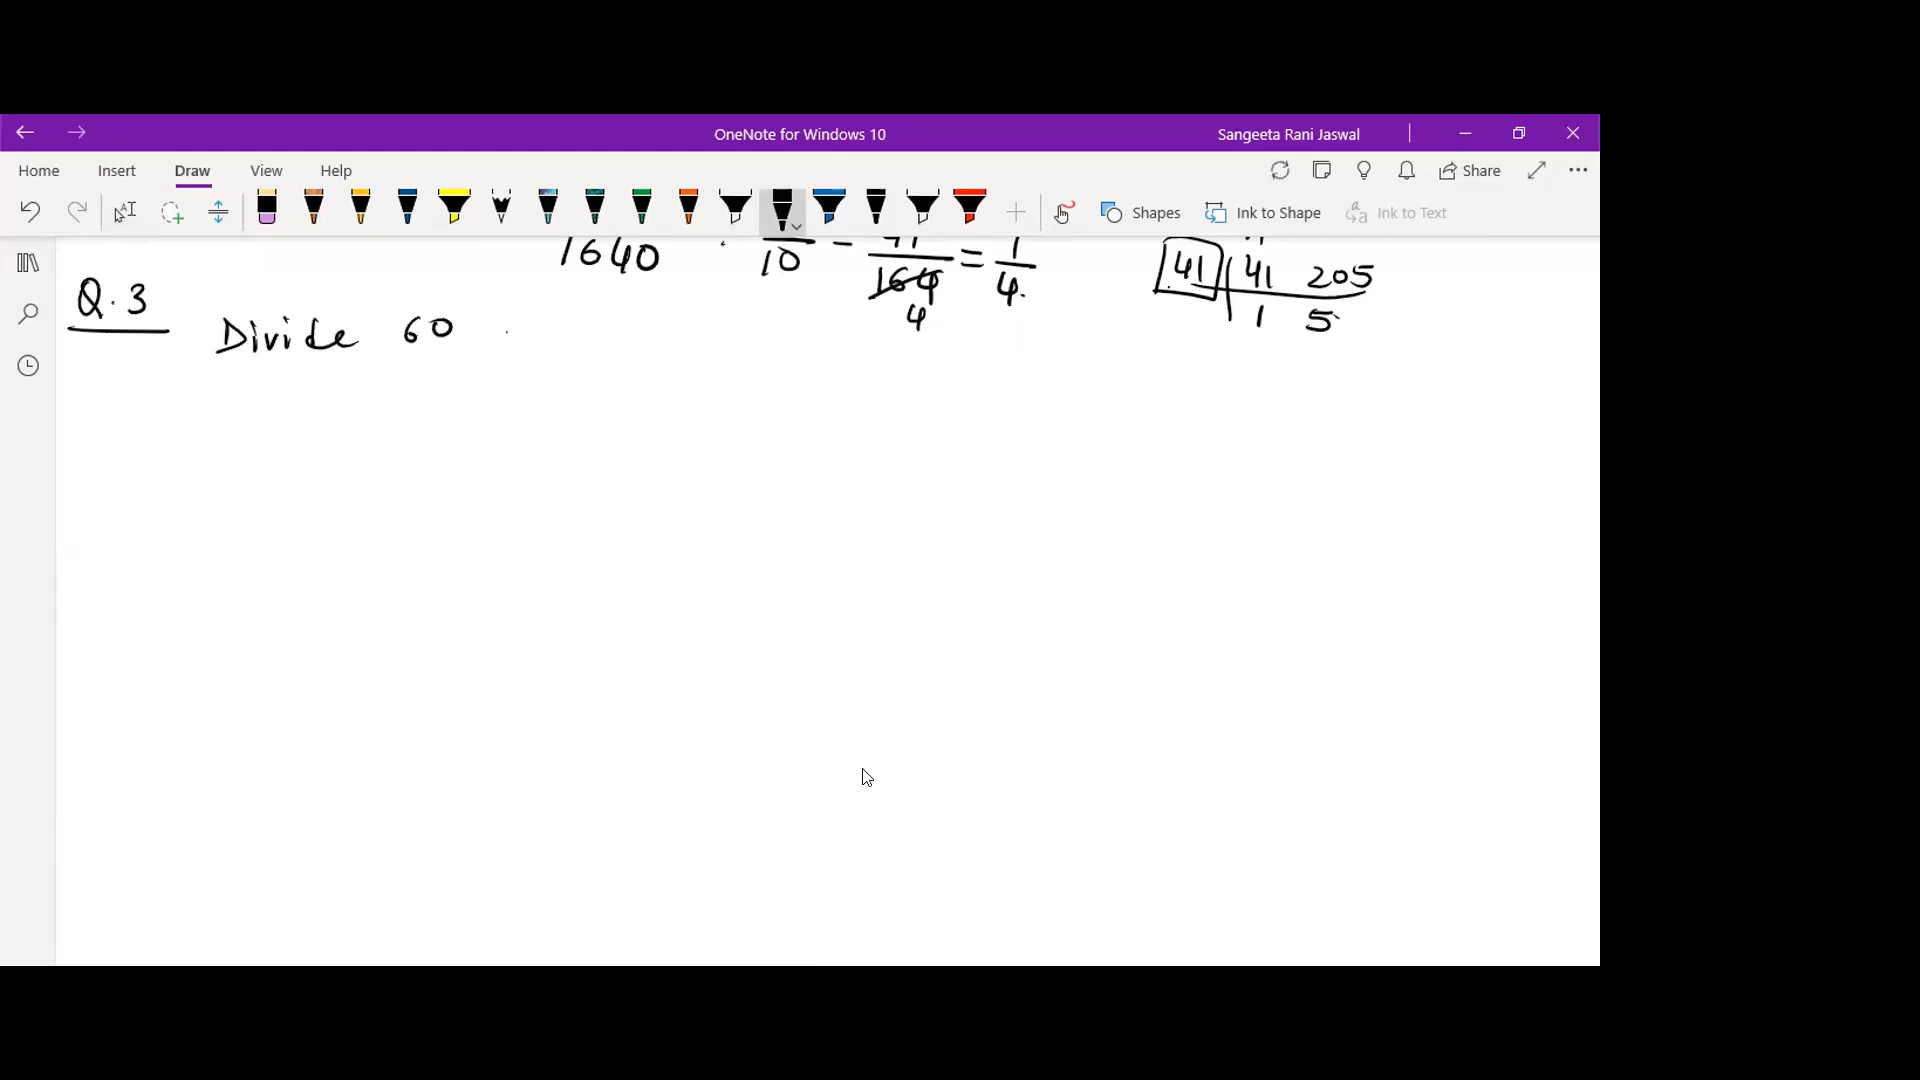 OneNote for Windows 10
Sangeeta Rani Jaswal
Home Insert Draw View Help
Share
Shapes Ink to Shape Ink to Text
1640 10 - 164 = 1/4.
4
41 41 205
1 5
Q.3
Divide 60